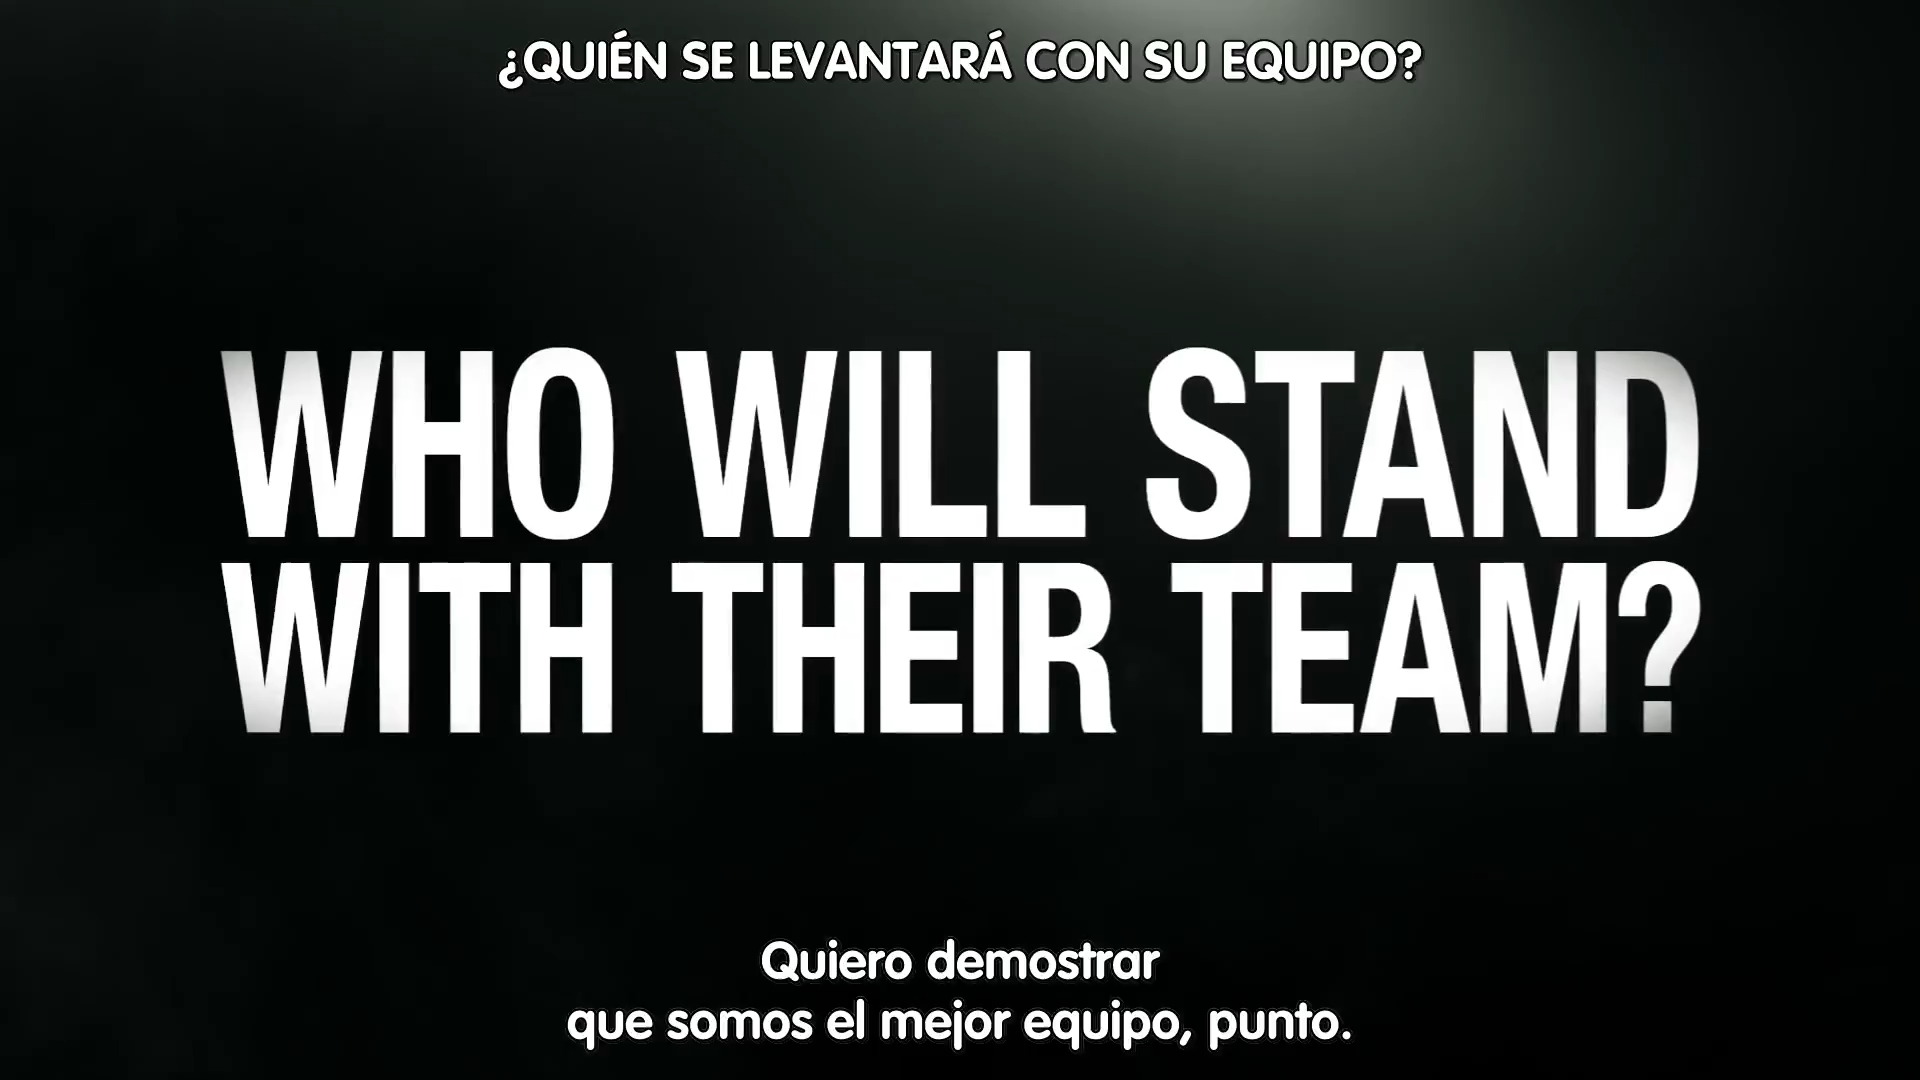 ¿QUIÉN SE LEVANTARÁ CON SU EQUIPO?
WHO WILL STAND
WITH THEIR TEAM?
Quiero demostrar
que somos el mejor equipo, punto.